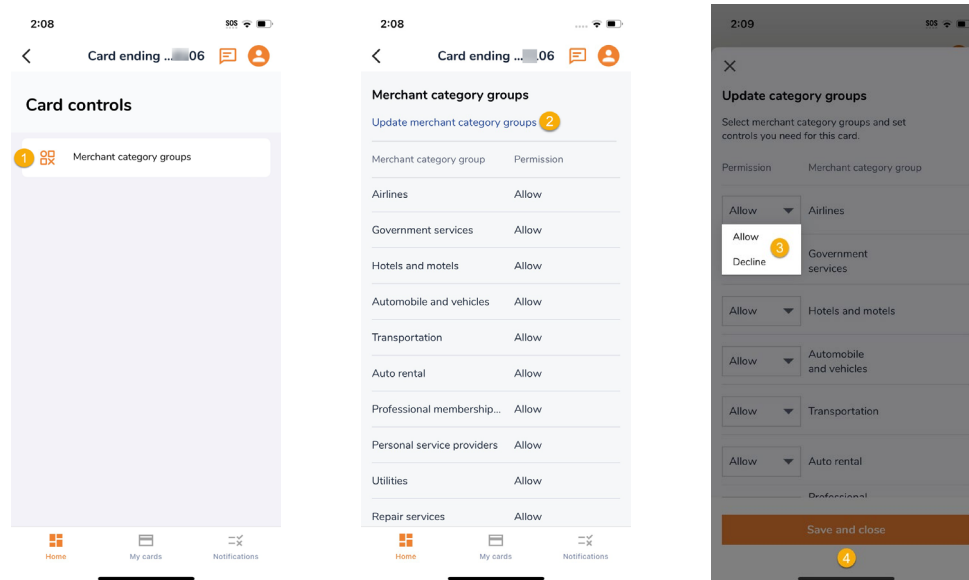 2:08
SOS
Card ending ... 06
Card controls
1
Merchant category groups
Home
My cards
Notifications
2:08
Card ending ... .06
Merchant category groups
Update merchant category groups 2
Merchant category group Permission
Airlines Allow
Government services Allow
Hotels and motels Allow
Automobile and vehicles Allow
Transportation Allow
Auto rental Allow
Professional membership... Allow
Personal service providers Allow
Utilities Allow
Repair services Allow
Home
My cards
Notifications
2:09
SOS
Update category groups
Select merchant category groups and set
controls you need for this card.
Permission Merchant category group
Allow Airlines
Allow
3
Decline
Government
services
Allow Hotels and motels
Allow Automobile
and vehicles
Allow Transportation
Allow Auto rental
Professional
Save and close
4